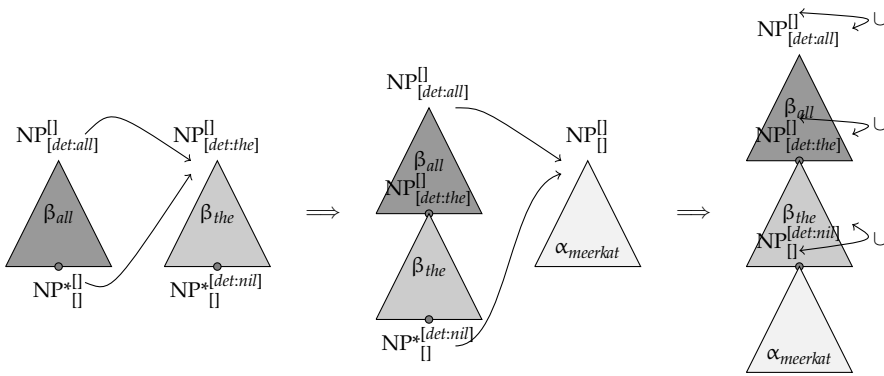 NP[][det:all]
β all
NP*[][]
NP[][det:the]
β the
NP*[det:nil][]
⟹
NP[][det:all]
β all
NP[][det:the]
β the
NP*[det:nil][]
NP[][]
α meerkat
⟹
NP[][det:all]
∪
β all
NP[][det:the]
∪
β the
NP[det:nil][]
∪
α meerkat